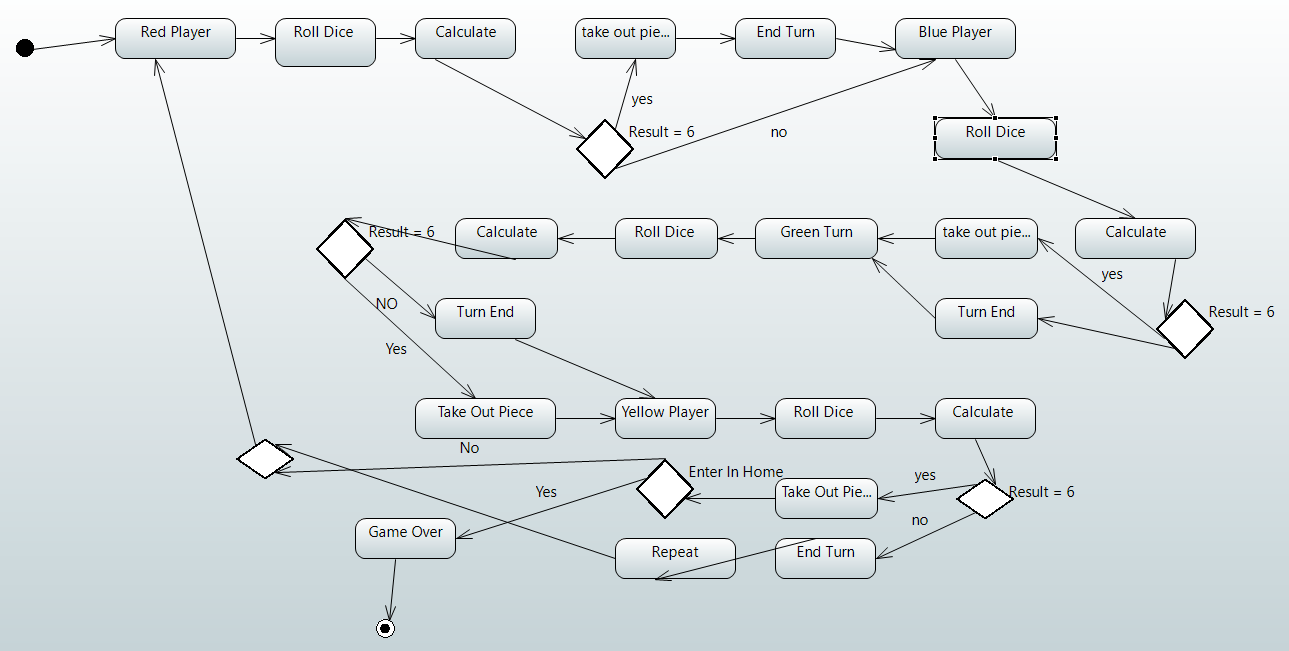 Red Player
Roll Dice
Calculate
take out pie...
End Turn
Blue Player
yes
Result = 6
no
Roll Dice
Result = 6
Calculate
Roll Dice
Green Turn
take out pie...
Calculate
yes
NO
Turn End
Turn End
Result = 6
Yes
Take Out Piece
Yellow Player
Roll Dice
Calculate
No
Enter In Home
yes
Yes
Take Out Pie...
Result = 6
no
Game Over
Repeat
End Turn